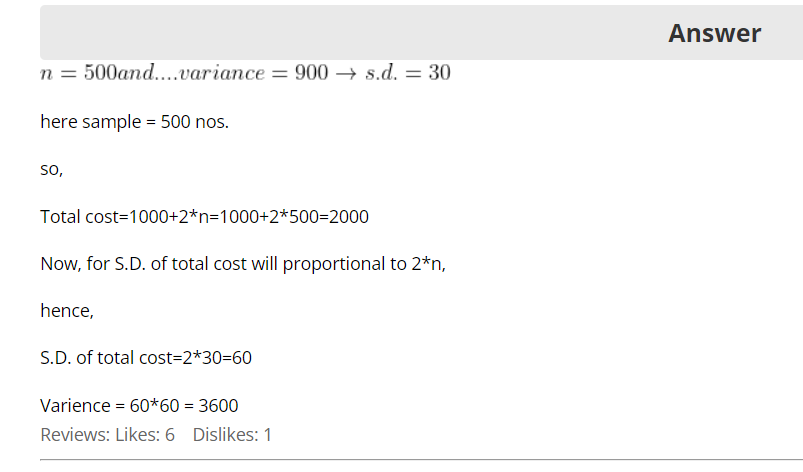 Answer
n = 500and....variance = 900 → s.d. = 30
here sample = 500 nos.
so,
Total cost=1000+2*n=1000+2*500=2000
Now, for S.D. of total cost will proportional to 2*n,
hence,
S.D. of total cost=2*30=60
Varience = 60*60 = 3600
Reviews: Likes: 6 Dislikes: 1